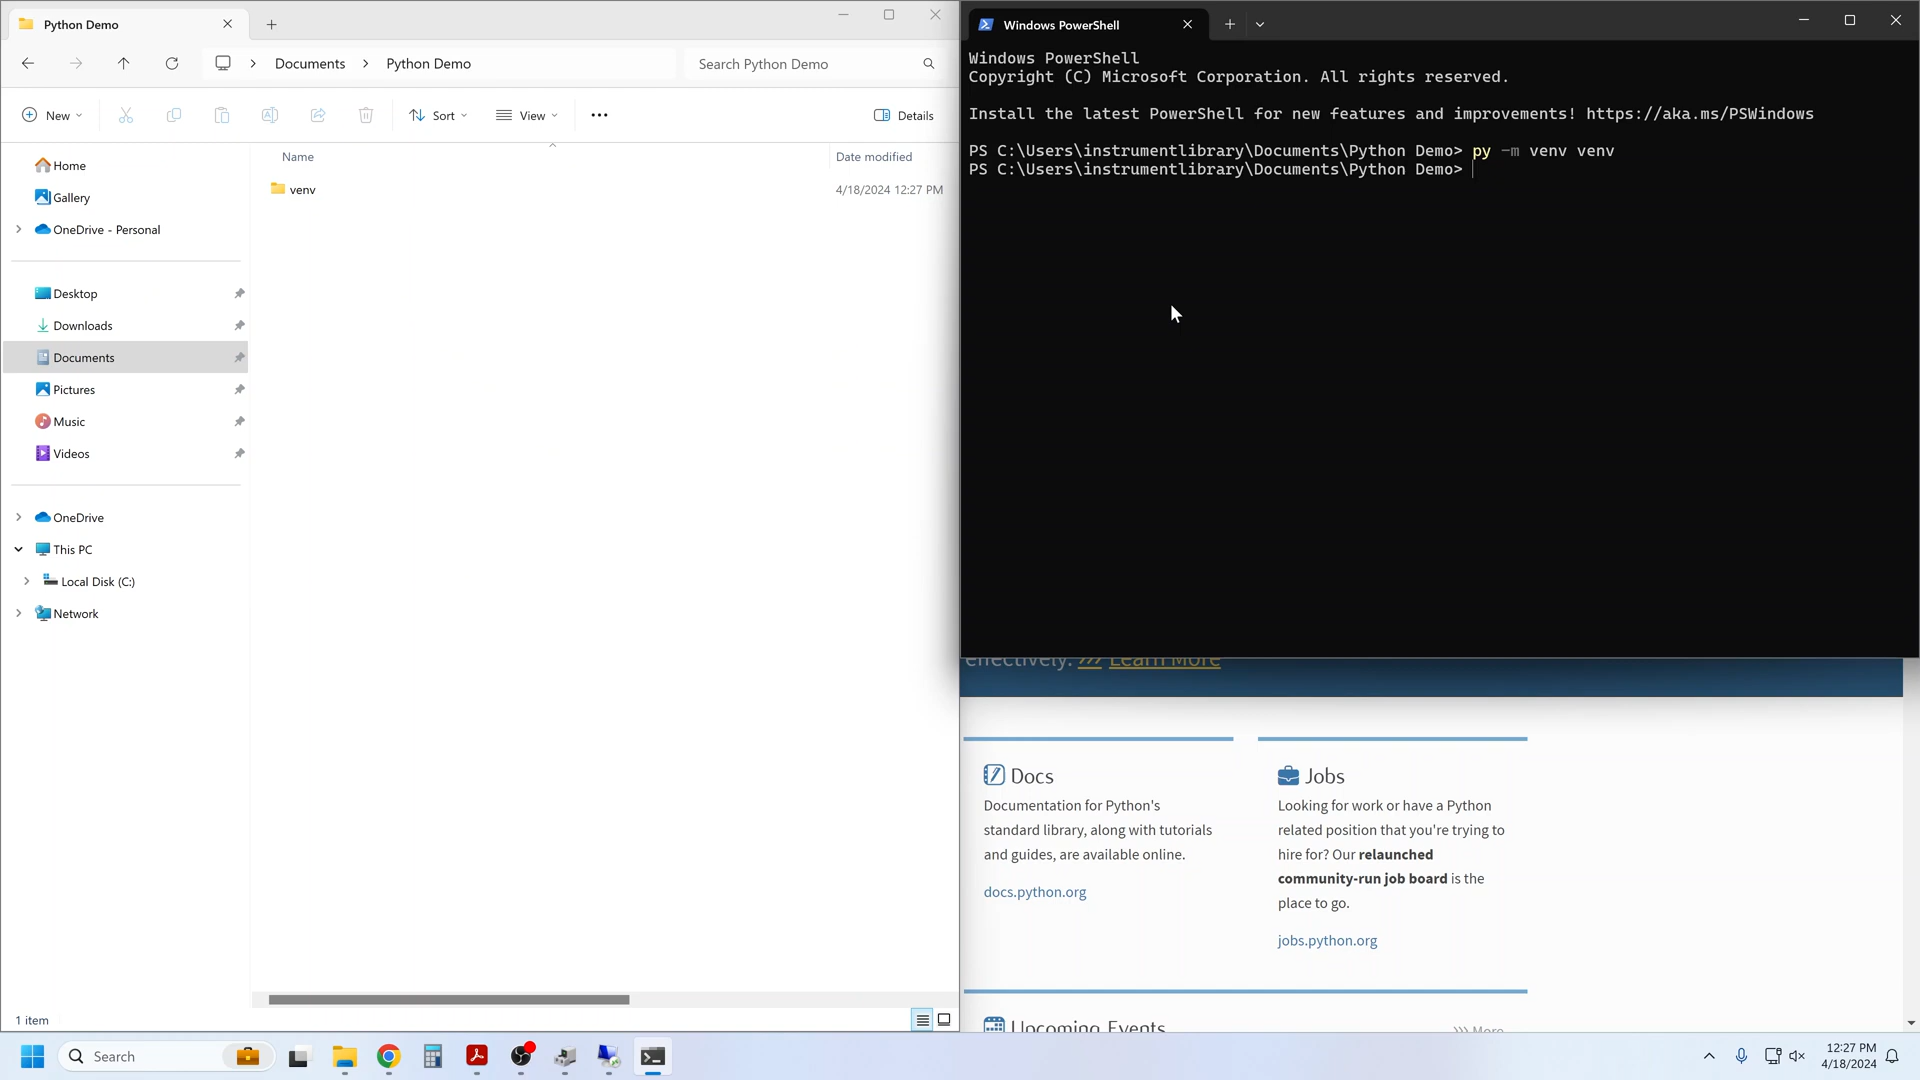 Python Demo
Documents > Python Demo
Search Python Demo
New
Sort
View
Details
Name
Date modified
venv
4/18/2024 12:27 PM
Home
Gallery
OneDrive - Personal
Desktop
Downloads
Documents
Pictures
Music
Videos
OneDrive
This PC
Local Disk (C:)
Network
1 item
Windows PowerShell
Windows PowerShell
Copyright (C) Microsoft Corporation. All rights reserved.
Install the latest PowerShell for new features and improvements! https://aka.ms/PSWindows
PS C:\Users\instrumentlibrary\Documents\Python Demo> py -m venv venv
PS C:\Users\instrumentlibrary\Documents\Python Demo>
effectively. >>> Learn More
Docs
Documentation for Python's
standard library, along with tutorials
and guides, are available online.
docs.python.org
Jobs
Looking for work or have a Python
related position that you're trying to
hire for? Our relaunched
community-run job board is the
place to go.
jobs.python.org
Upcoming Events
>>> More
Search
12:27 PM
4/18/2024